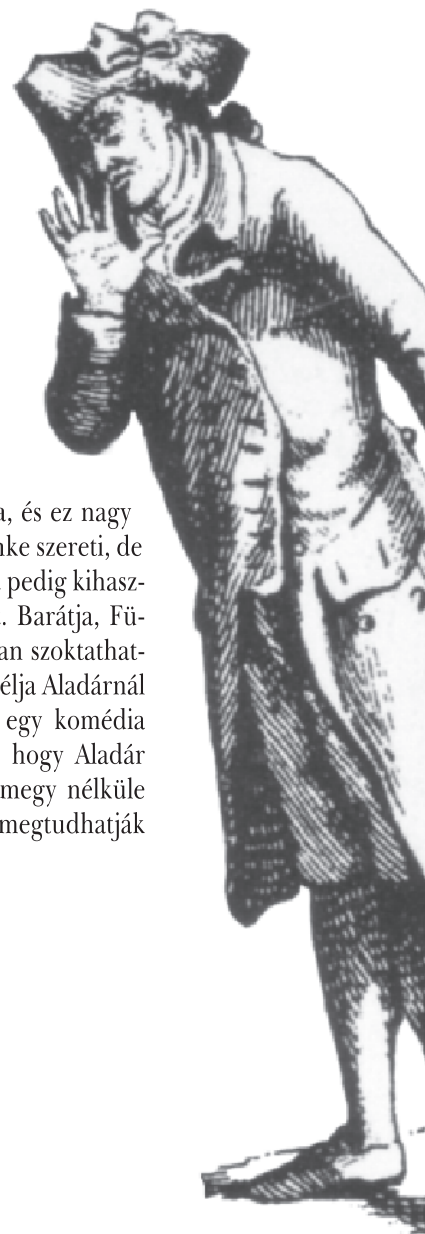 a, és ez nagy
nke szereti, de
pedig kihasz-
. Barátja, Fü-
an szoktathat-
élja Aladárnál
egy komédia
hogy Aladár
megy nélküle
megtudhatják